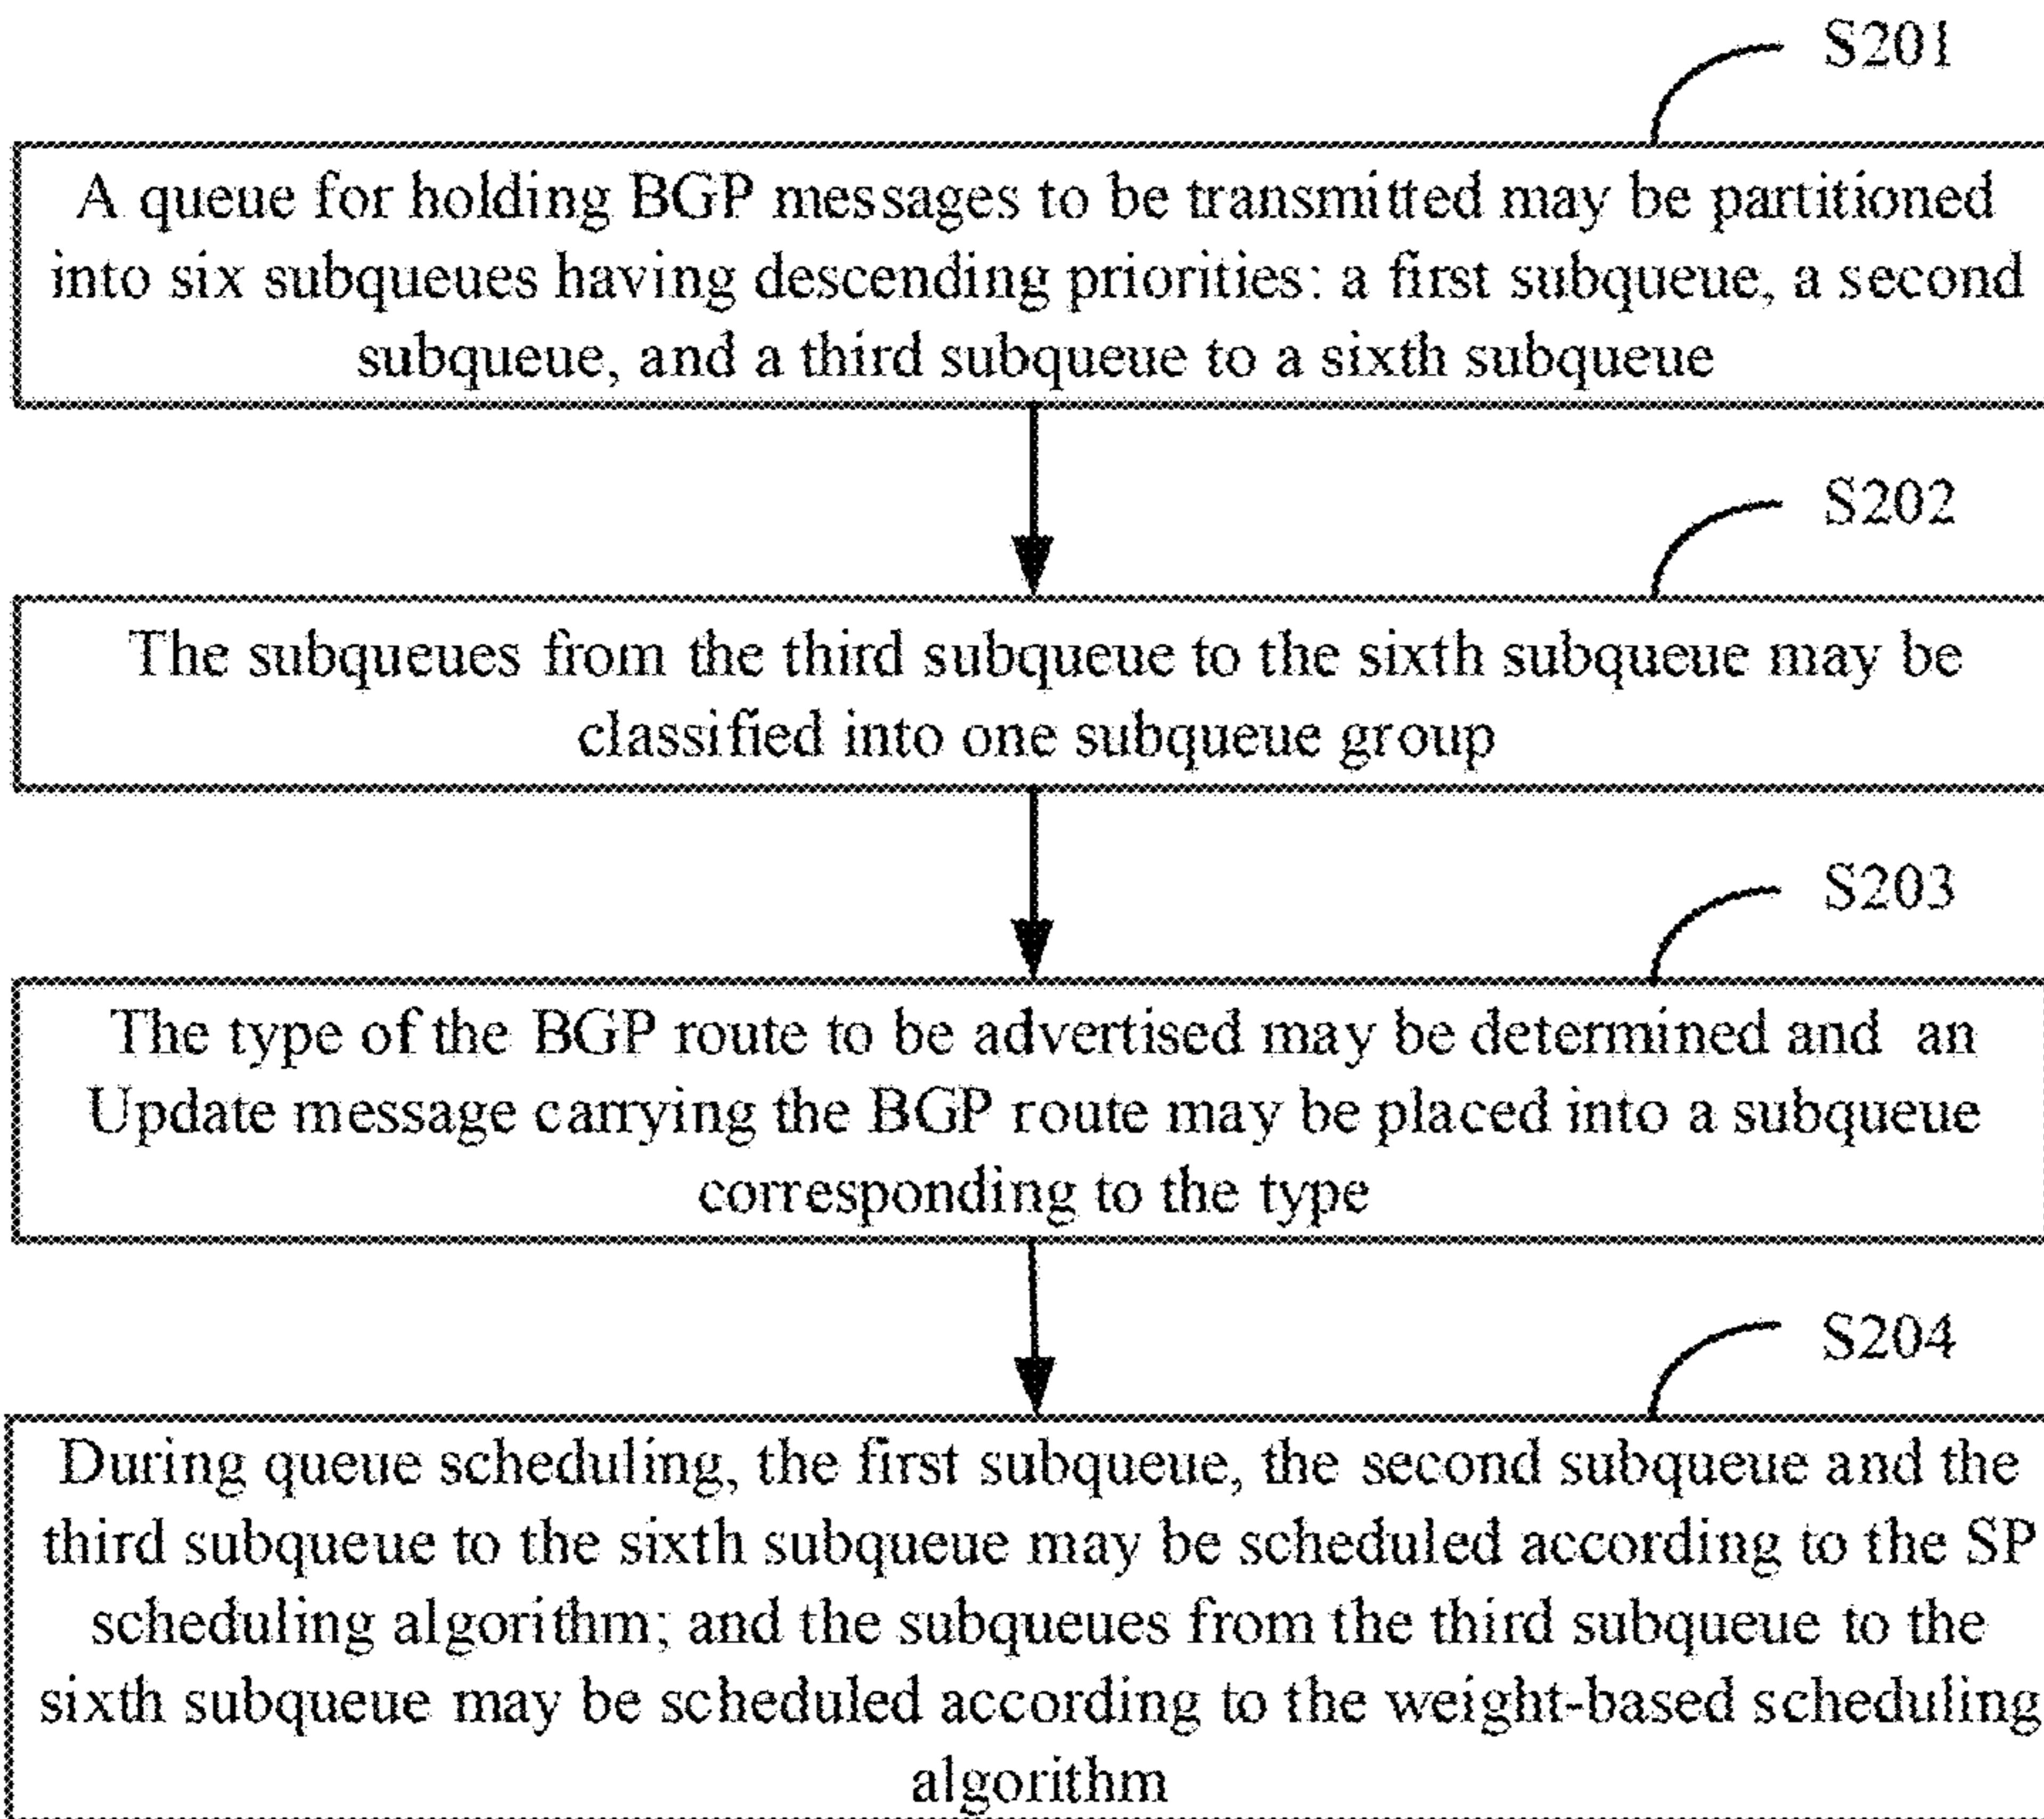 S201
A queue for holding BGP messages to be transmitted may be partitioned
into six subqueues having descending priorities: a first subqueue, a second
subqueue, and a third subqueue to a sixth subqueue
S202
The subqueues from the third subqueue to the sixth subqueue may be
classified into one subqueue group
S203
The type of the BGP route to be advertised may be determined and an
Update message carrying the BGP route may be placed into a subqueue
corresponding to the type
S204
During queue scheduling, the first subqueue, the second subqueue and the
third subqueue to the sixth subqueue may be scheduled according to the SP
scheduling algorithm; and the subqueues from the third subqueue to the
sixth subqueue may be scheduled according to the weight-based scheduling
algorithm